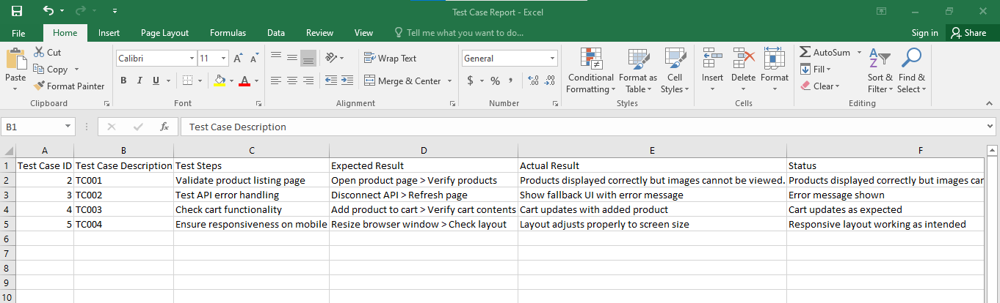 Test Case Report - Excel
File Home Insert Page Layout Formulas Data Review View Tell me what you want to do... Sign in Share
Cut
Copy
Format Painter
Paste
Clipboard
Calibri 11 A A
B I U A
Font
Wrap Text
Merge & Center
Alignment
General
$ % , .0 .00 .00 .0
Number
Conditional Formatting
Format as Table
Cell Styles
Styles
Insert Delete Format
Cells
AutoSum
Fill
Clear
Sort & Filter
Find & Select
Editing
B1 fx Test Case Description
A B C D E F
1 Test Case ID Test Case Description Test Steps Expected Result Actual Result Status
2 2 TC001 Validate product listing page Open product page > Verify products Products displayed correctly but images cannot be viewed. Products displayed correctly but images can
3 3 TC002 Test API error handling Disconnect API > Refresh page Show fallback UI with error message Error message shown
4 4 TC003 Check cart functionality Add product to cart > Verify cart contents Cart updates with added product Cart updates as expected
5 5 TC004 Ensure responsiveness on mobile Resize browser window > Check layout Layout adjusts properly to screen size Responsive layout working as intended
6
7
8
9
10